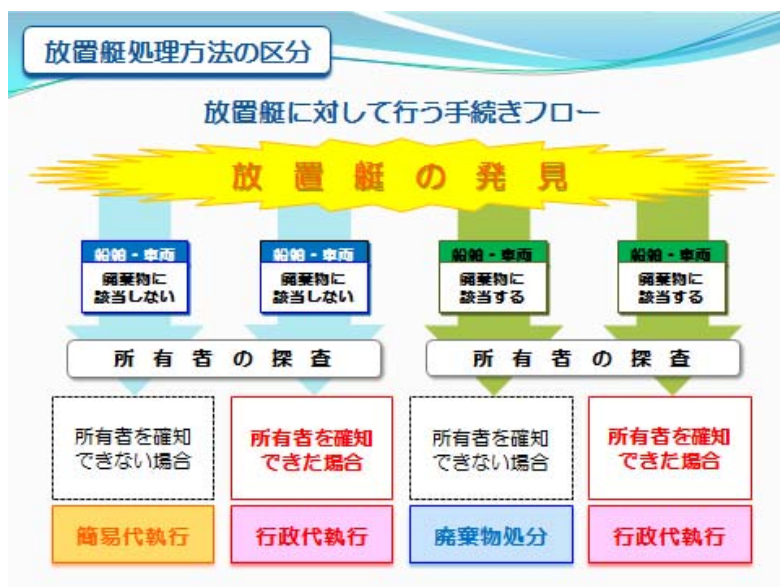 放置艇処理方法の区分
放置艇に対して行う手続きフロー
放置艇の発見
船舶・車両
廃棄物に
該当しない
船舶・車両
廃棄物に
該当しない
船舶・車両
廃棄物に
該当する
船舶・車両
廃棄物に
該当する
所有者の探査
所有者の探査
所有者を確知
できない場合
所有者を確知
できた場合
所有者を確知
できない場合
所有者を確知
できた場合
簡易代執行
行政代執行
廃棄物処分
行政代執行